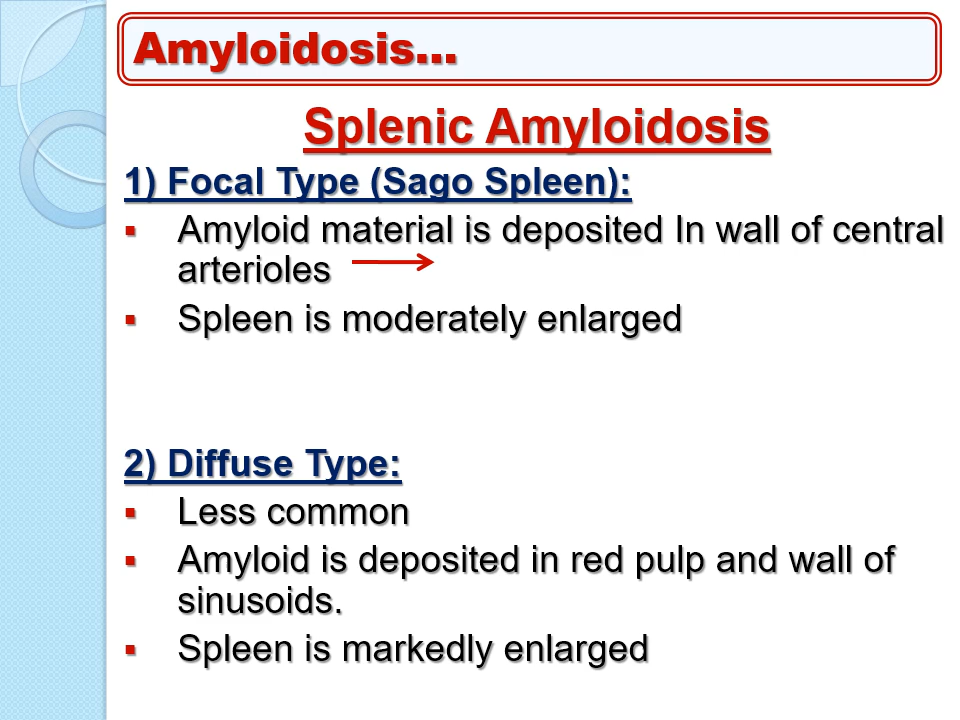 Amyloidosis...
Splenic Amyloidosis
1) Focal Type (Sago Spleen):
▪ Amyloid material is deposited In wall of central
arterioles
▪ Spleen is moderately enlarged
2) Diffuse Type:
▪ Less common
▪ Amyloid is deposited in red pulp and wall of
sinusoids.
▪ Spleen is markedly enlarged